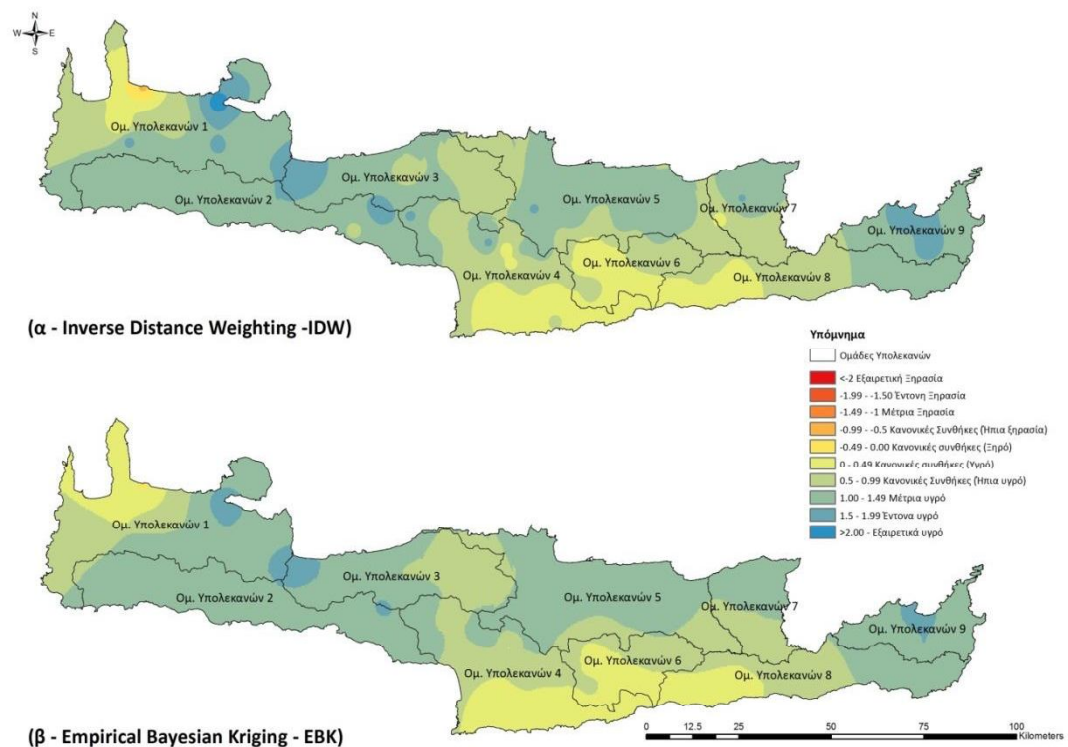 N
W E
S
Ομ. Υπολεκανών 1
Ομ. Υπολεκανών 2
Ομ. Υπολεκανών 3
Ομ. Υπολεκανών 5
Ομ. Υπολεκανών 7
Ομ. Υπολεκανών 9
Ομ. Υπολεκανών 4
Ομ. Υπολεκανών 6
Ομ. Υπολεκανών 8
(α - Inverse Distance Weighting -IDW)
Υπόμνημα
Ομάδες Υπολεκανών
<-2 Εξαιρετική Ξηρασία
-1.99 - -1.50 Έντονη Ξηρασία
-1.49 - -1 Μέτρια Ξηρασία
-0.99 - -0.5 Κανονικές Συνθήκες (Ήπια ξηρασία)
-0.49 - 0.00 Κανονικές συνθήκες (Ξηρό)
0 - 0.49 Κανονικές συνθήκες (Υγρό)
0.5 - 0.99 Κανονικές Συνθήκες (Ήπια υγρό)
1.00 - 1.49 Μέτρια υγρό
1.5 - 1.99 Έντονα υγρό
>2.00 - Εξαιρετικά υγρό
Ομ. Υπολεκανών 1
Ομ. Υπολεκανών 2
Ομ. Υπολεκανών 3
Ομ. Υπολεκανών 5
Ομ. Υπολεκανών 7
Ομ. Υπολεκανών 9
Ομ. Υπολεκανών 4
Ομ. Υπολεκανών 6
Ομ. Υπολεκανών 8
(β - Empirical Bayesian Kriging - EBK)
0 12.5 25 50 75 100
Kilometers